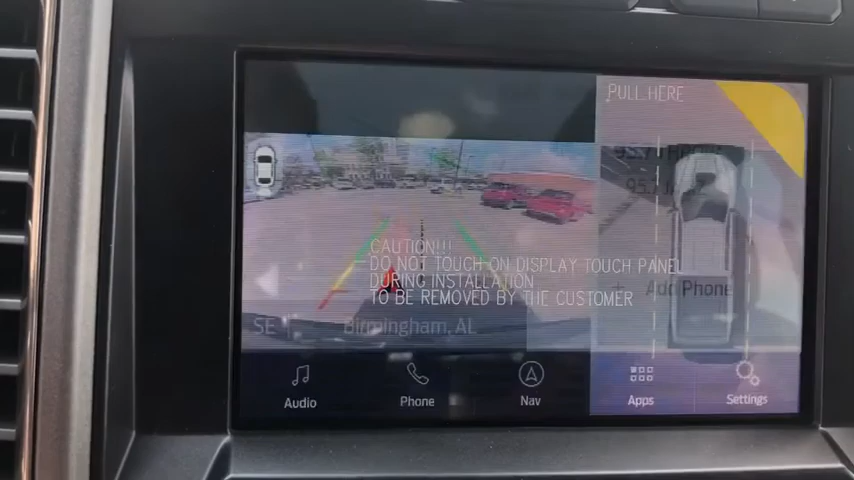 PULL HERE
CAUTION!!!
DO NOT TOUCH ON DISPLAY TOUCH PANEL
DURING INSTALLATION
TO BE REMOVED BY THE CUSTOMER
Add Phone
SE
Birmingham, AL
Audio
Phone
Nav
Apps
Settings